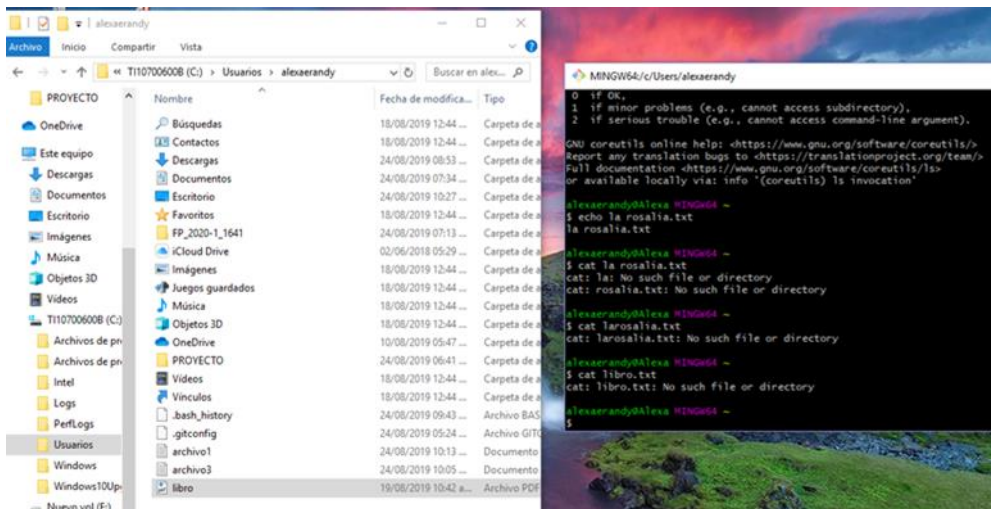 alexaerandy
Archivo Inicio Compartir Vista
TI10700600B (C:) > Usuarios > alexaerandy
Buscar en alex...
PROYECTO
OneDrive
Este equipo
Descargas
Documentos
Escritorio
Imágenes
Música
Objetos 3D
Vídeos
TI10700600B (C:)
Archivos de pr
Archivos de pr
Intel
Logs
PerfLogs
Usuarios
Windows
Windows10Up
Nuevo vol (E:)
Nombre Fecha de modifica... Tipo
Búsquedas 18/08/2019 12:44 ... Carpeta de a
Contactos 18/08/2019 12:44 ... Carpeta de a
Descargas 24/08/2019 08:53 ... Carpeta de a
Documentos 24/08/2019 07:34 ... Carpeta de a
Escritorio 24/08/2019 10:27 ... Carpeta de a
Favoritos 18/08/2019 12:44 ... Carpeta de a
FP_2020-1_1641 24/08/2019 07:13 ... Carpeta de a
iCloud Drive 02/06/2018 05:29 ... Carpeta de a
Imágenes 18/08/2019 12:44 ... Carpeta de a
Juegos guardados 18/08/2019 12:44 ... Carpeta de a
Música 18/08/2019 12:44 ... Carpeta de a
Objetos 3D 18/08/2019 12:44 ... Carpeta de a
OneDrive 10/08/2019 05:47 ... Carpeta de a
PROYECTO 24/08/2019 06:41 ... Carpeta de a
Vídeos 18/08/2019 12:44 ... Carpeta de a
Vínculos 18/08/2019 12:44 ... Carpeta de a
.bash_history 24/08/2019 09:43 ... Archivo BAS
.gitconfig 24/08/2019 05:24 ... Archivo GITC
archivo1 24/08/2019 10:13 ... Documento
archivo3 24/08/2019 10:05 ... Documento
libro 19/08/2019 10:42 a... Archivo PDF
MINGW64:/c/Users/alexaerandy
0 if OK,
1 if minor problems (e.g., cannot access subdirectory),
2 if serious trouble (e.g., cannot access command-line argument).
GNU coreutils online help: <https://www.gnu.org/software/coreutils/>
Report any translation bugs to <https://translationproject.org/team/>
Full documentation <https://www.gnu.org/software/coreutils/ls>
or available locally via: info '(coreutils) ls invocation'
alexaerandy@Alexa MINGW64 ~
$ echo la rosalia.txt
la rosalia.txt
alexaerandy@Alexa MINGW64 ~
$ cat la rosalia.txt
cat: la: No such file or directory
cat: rosalia.txt: No such file or directory
alexaerandy@Alexa MINGW64 ~
$ cat larosalia.txt
cat: larosalia.txt: No such file or directory
alexaerandy@Alexa MINGW64 ~
$ cat libro.txt
cat: libro.txt: No such file or directory
alexaerandy@Alexa MINGW64 ~
$